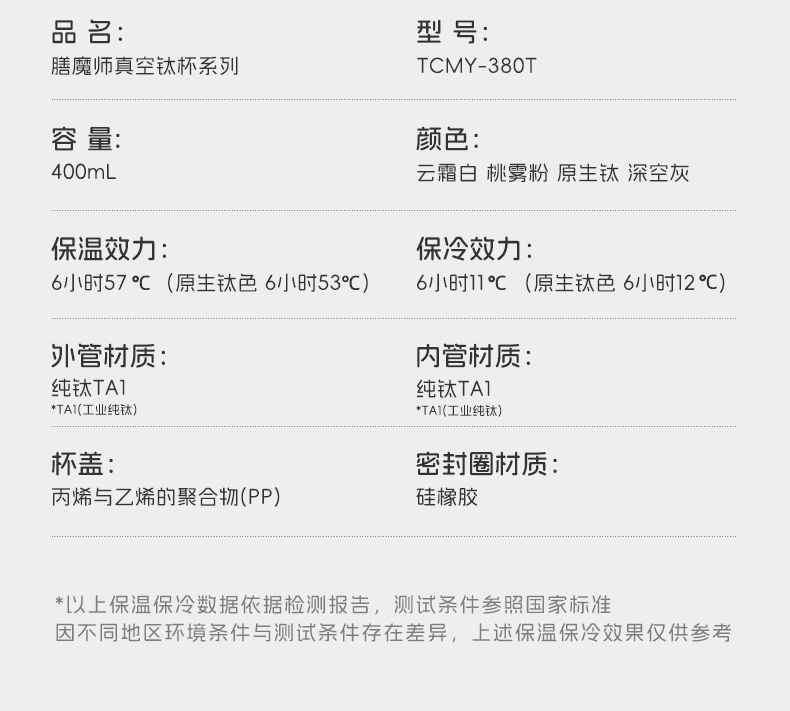 品 名：
膳魔师真空钛杯系列
型 号：
TCMY-380T
容 量：
400mL
颜色：
云霜白 桃雾粉 原生钛 深空灰
保温效力：
6小时57℃（原生钛色 6小时53℃）
保冷效力：
6小时11℃（原生钛色 6小时12℃）
外管材质：
纯钛TA1
*TA1(工业纯钛)
内管材质：
纯钛TA1
*TA1(工业纯钛)
杯盖：
丙烯与乙烯的聚合物(PP)
密封圈材质：
硅橡胶
*以上保温保冷数据依据检测报告，测试条件参照国家标准
因不同地区环境条件与测试条件存在差异，上述保温保冷效果仅供参考